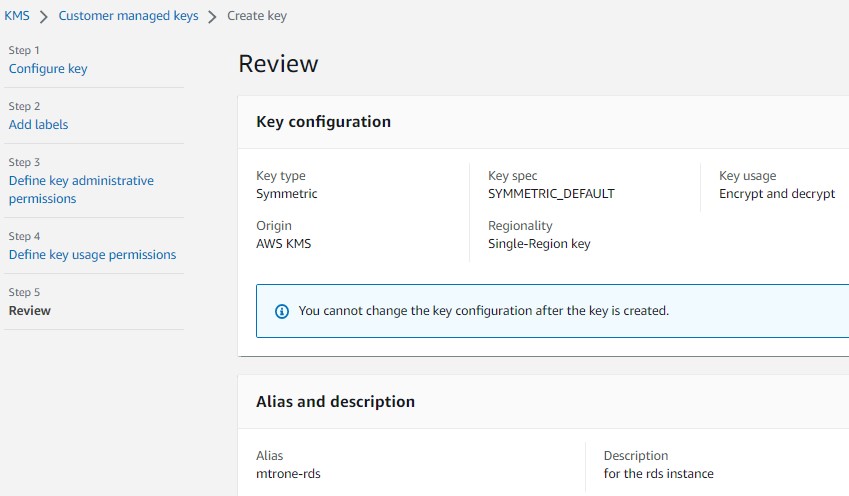 KMS > Customer managed keys > Create key
Step 1
Configure key
Step 2
Add labels
Step 3
Define key administrative
permissions
Step 4
Define key usage permissions
Step 5
Review
Review
Key configuration
Key type
Symmetric
Key spec
SYMMETRIC_DEFAULT
Key usage
Encrypt and decrypt
Origin
AWS KMS
Regionality
Single-Region key
You cannot change the key configuration after the key is created.
Alias and description
Alias
mtrone-rds
Description
for the rds instance